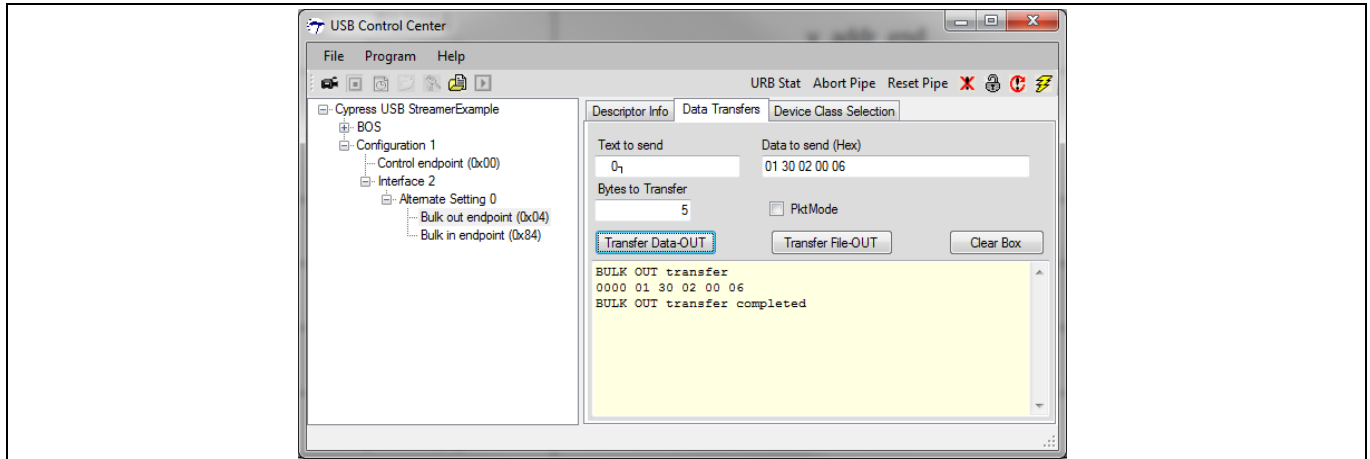 USB Control Center
File Program Help
URB Stat Abort Pipe Reset Pipe
Cypress USB StreamerExample
BOS
Configuration 1
Control endpoint (0x00)
Interface 2
Alternate Setting 0
Bulk out endpoint (0x04)
Bulk in endpoint (0x84)
Descriptor Info Data Transfers Device Class Selection
Text to send Data to send (Hex)
0┐ 01 30 02 00 06
Bytes to Transfer
5 PktMode
Transfer Data-OUT Transfer File-OUT Clear Box
BULK OUT transfer
0000 01 30 02 00 06
BULK OUT transfer completed